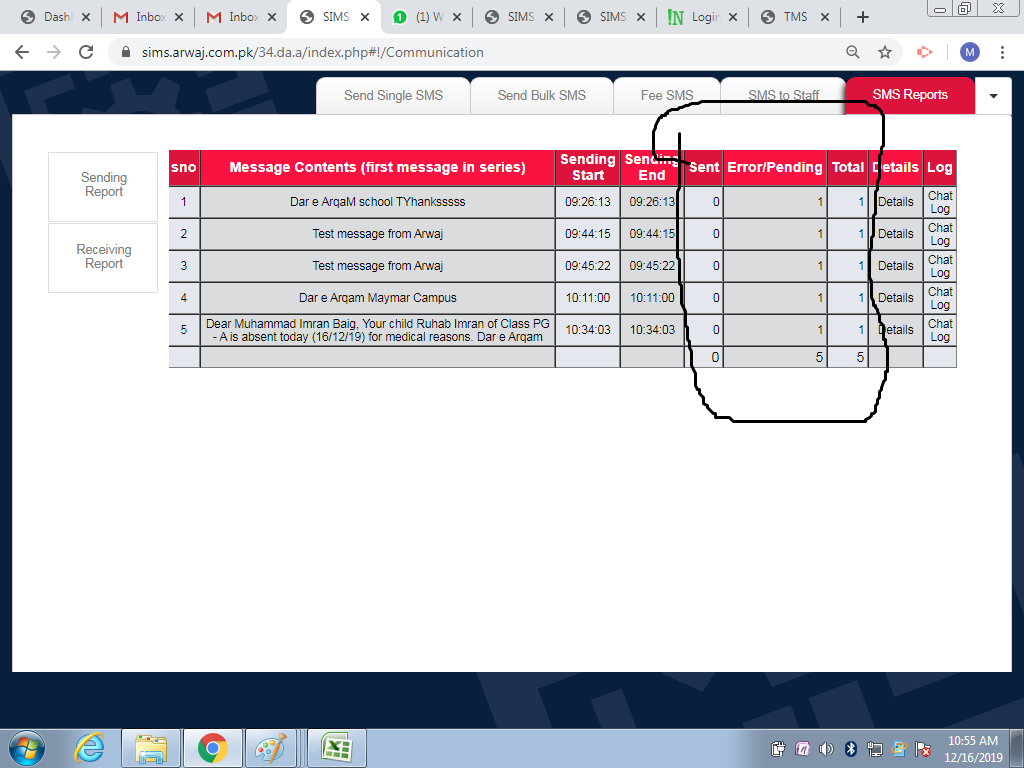 Dash
Inbox
Inbox
SIMS
(1) W
SIMS
SIMS
Login
TMS
sims.arwaj.com.pk/34.da.a/index.php#!/Communication
M
Send Single SMS
Send Bulk SMS
Fee SMS
SMS to Staff
SMS Reports
Sending
Report
Receiving
Report
sno Message Contents (first message in series) Sending Start Sending End Sent Error/Pending Total Details Log
1 Dar e ArqaM school TYhanksssss 09:26:13 09:26:13 0 1 1 Details Chat Log
2 Test message from Arwaj 09:44:15 09:44:15 0 1 1 Details Chat Log
3 Test message from Arwaj 09:45:22 09:45:22 0 1 1 Details Chat Log
4 Dar e Arqam Maymar Campus 10:11:00 10:11:00 0 1 1 Details Chat Log
5 Dear Muhammad Imran Baig, Your child Ruhab Imran of Class PG
- A is absent today (16/12/19) for medical reasons. Dar e Arqam 10:34:03 10:34:03 0 1 1 Details Chat Log
0 5 5
10:55 AM
12/16/2019